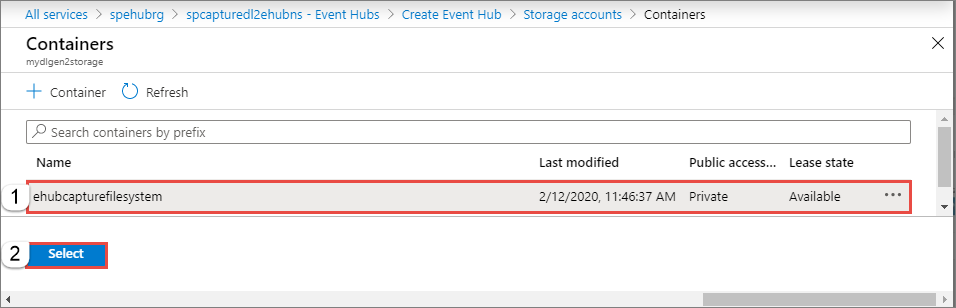 All services > spehubrg > spcapturedl2ehubns - Event Hubs > Create Event Hub > Storage accounts > Containers
Containers
mydlgen2storage
+ Container Refresh
Search containers by prefix
Name Last modified Public access... Lease state
1 ehubcapturefilesystem 2/12/2020, 11:46:37 AM Private Available ...
2 Select